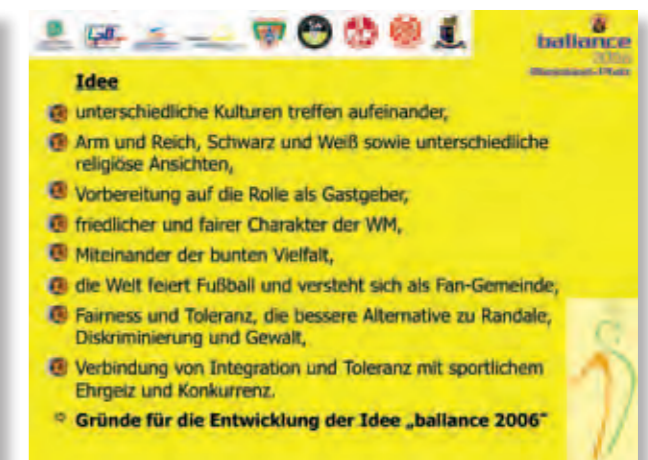 ballance
2006
Rheinland-Pfalz
Idee
unterschiedliche Kulturen treffen aufeinander,
Arm und Reich, Schwarz und Weiß sowie unterschiedliche
religiöse Ansichten,
Vorbereitung auf die Rolle als Gastgeber,
friedlicher und fairer Charakter der WM,
Miteinander der bunten Vielfalt,
die Welt feiert Fußball und versteht sich als Fan-Gemeinde,
Fairness und Toleranz, die bessere Alternative zu Randale,
Diskriminierung und Gewalt,
Verbindung von Integration und Toleranz mit sportlichem
Ehrgeiz und Konkurrenz.
Gründe für die Entwicklung der Idee „ballance 2006"